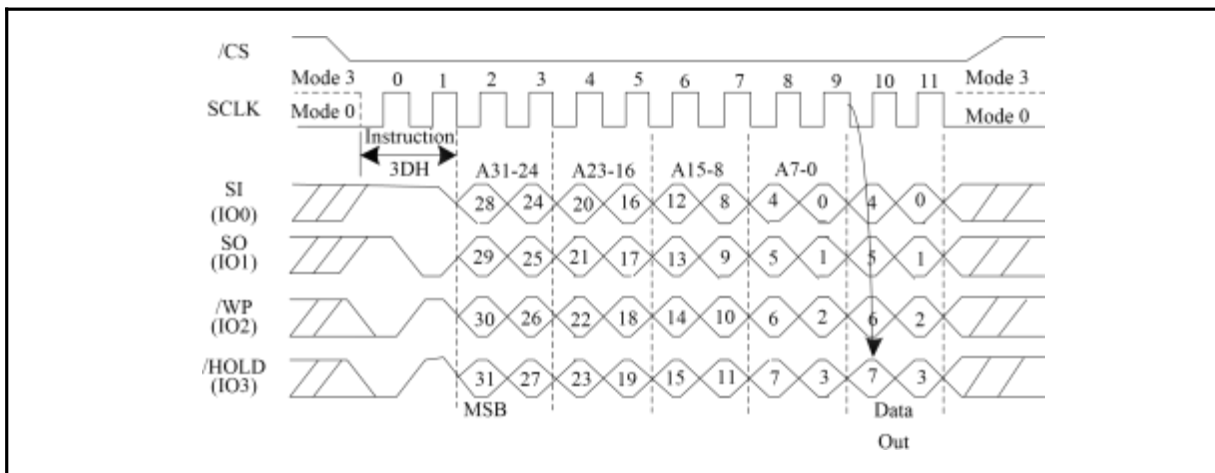 /CS
Mode 3 0 1 2 3 4 5 6 7 8 9 10 11 Mode 3
SCLK
Mode 0 Mode 0
Instruction
3DH A31-24 A23-16 A15-8 A7-0
SI
(IO0)
28 24 20 16 12 8 4 0 4 0
SO
(IO1)
29 25 21 17 13 9 5 1 5 1
/WP
(IO2)
30 26 22 18 14 10 6 2 6 2
/HOLD
(IO3)
31 27 23 19 15 11 7 3 7 3
MSB Data
Out